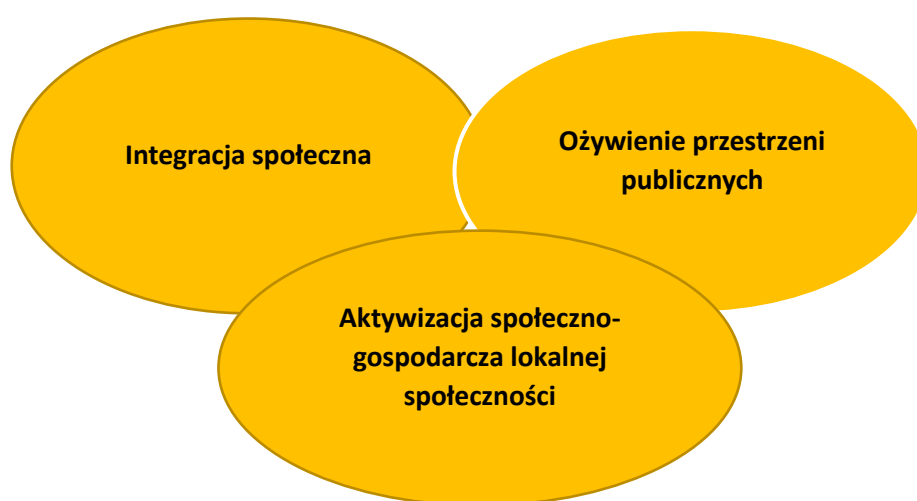 Integracja społeczna
Ożywienie przestrzeni
publicznych
Aktywizacja społeczno-
gospodarcza lokalnej
społeczności